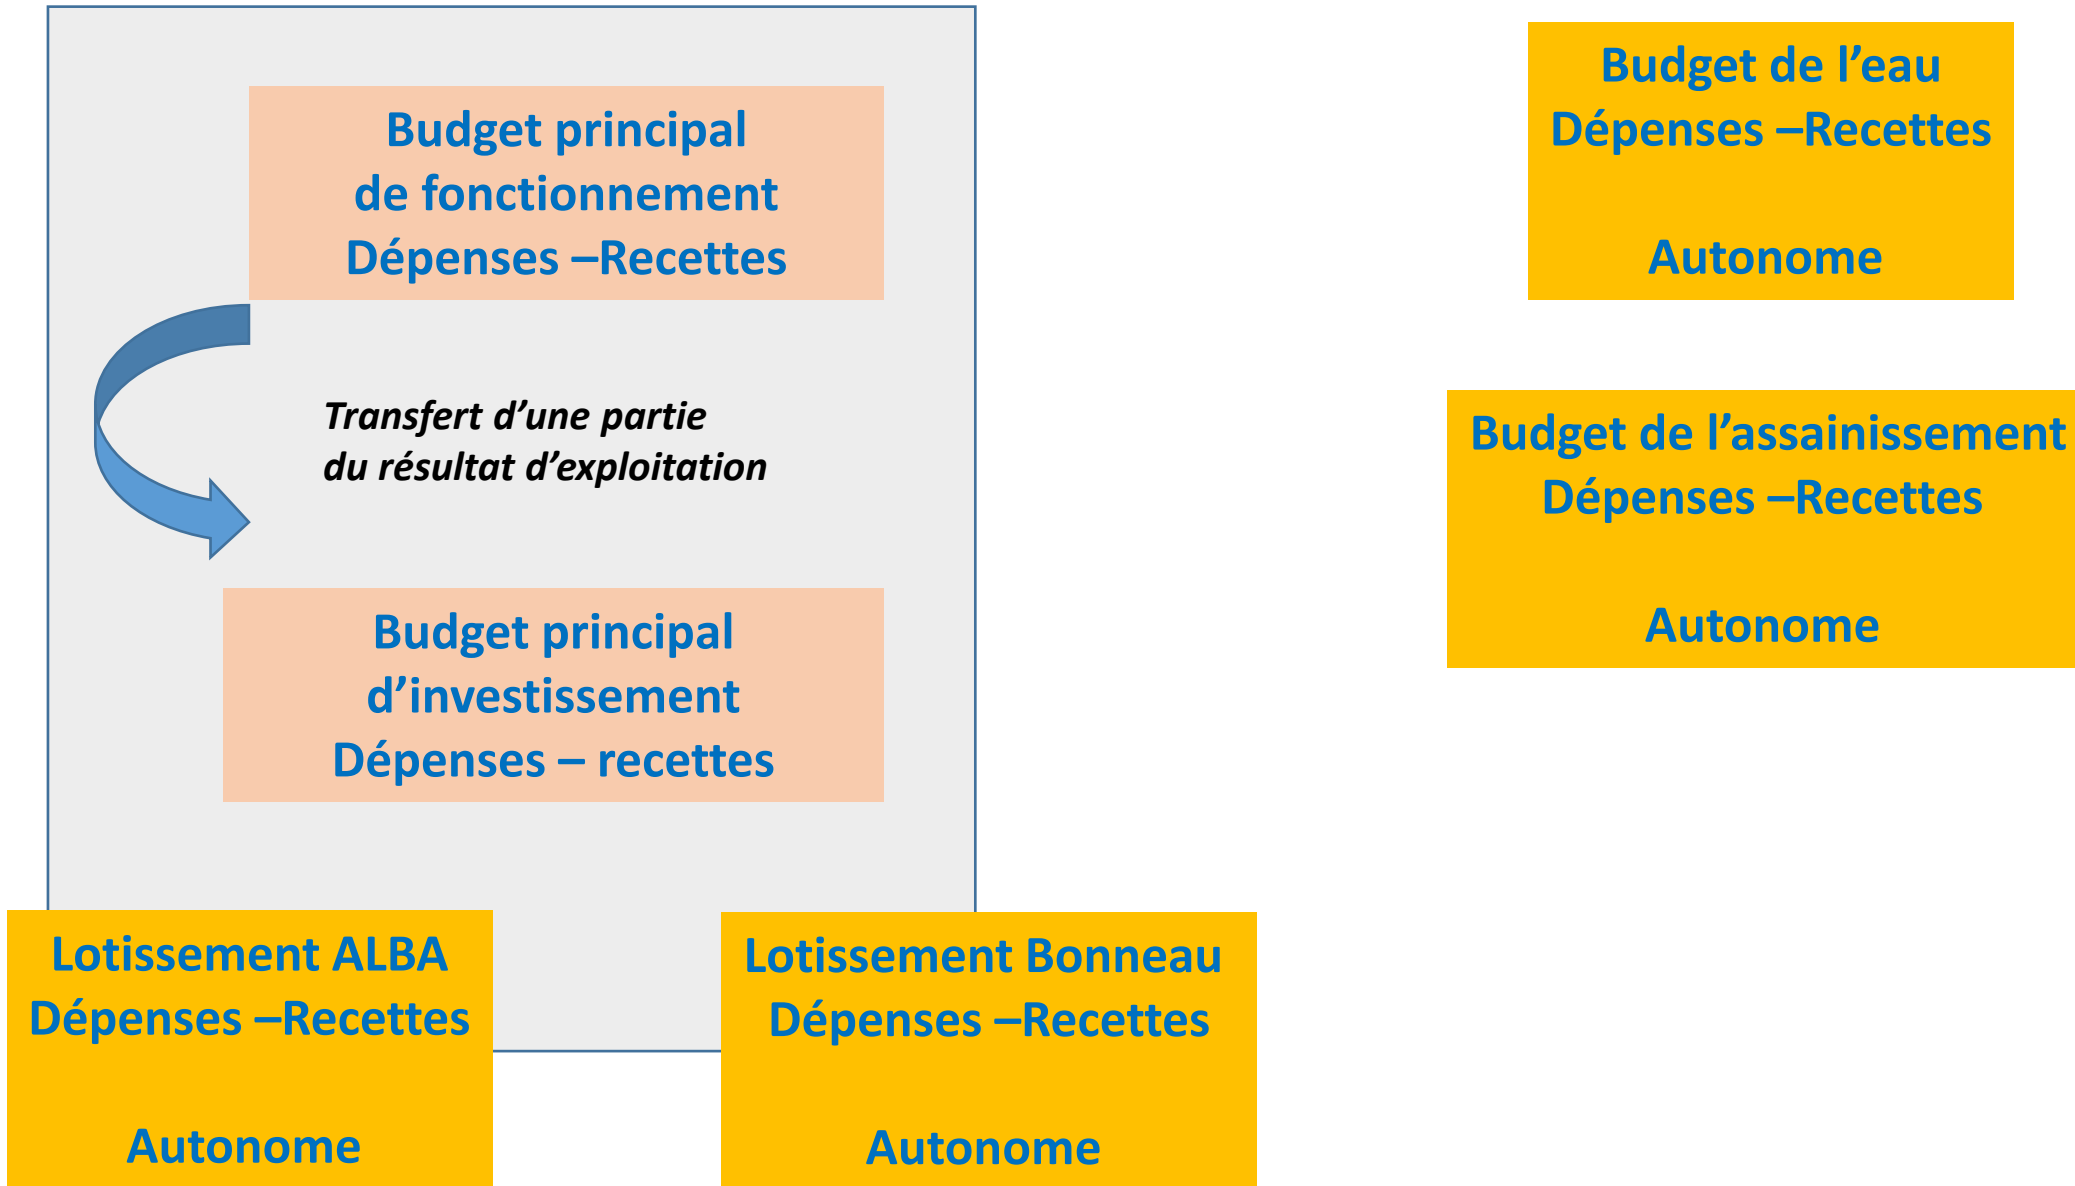 Budget principal
de fonctionnement
Dépenses –Recettes
Transfert d’une partie
du résultat d’exploitation
Budget principal
d’investissement
Dépenses – recettes
Lotissement ALBA
Dépenses –Recettes
Autonome
Lotissement Bonneau
Dépenses –Recettes
Autonome
Budget de l’eau
Dépenses –Recettes
Autonome
Budget de l’assainissement
Dépenses –Recettes
Autonome